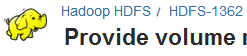 Hadoop HDFS / HDFS-1362
Provide volume